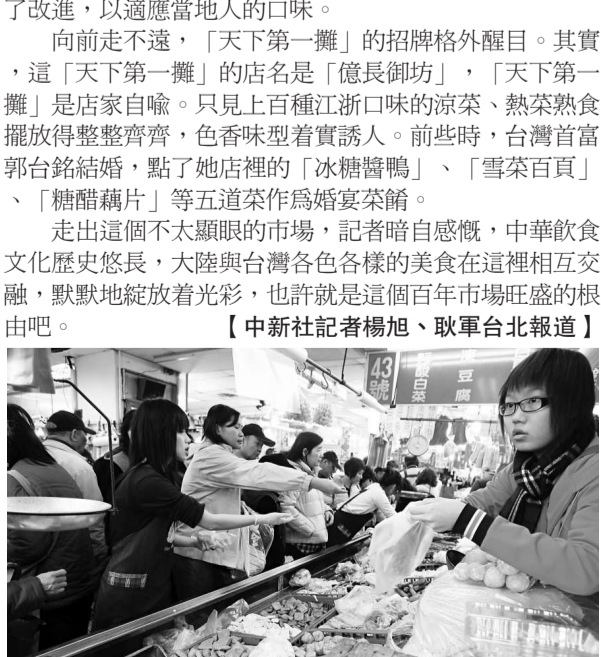 了改進，以適應當地人的口味。
向前走不遠，「天下第一攤」的招牌格外醒目。其實
，這「天下第一攤」的店名是「億長御坊」，「天下第一
攤」是店家自喻。只見上百種江浙口味的涼菜、熱菜熟食
擺放得整整齊齊，色香味型着實誘人。前些時，台灣首富
郭台銘結婚，點了她店裡的「冰糖醬鴨」、「雪菜百頁」
、「糖醋藕片」等五道菜作爲婚宴菜餚。
走出這個不太顯眼的市場，記者暗自感慨，中華飲食
文化歷史悠長，大陸與台灣各色各樣的美食在這裡相互交
融，默默地綻放着光彩，也許就是這個百年市場旺盛的根
由吧。
【中新社記者楊旭、耿軍台北報道】
43
號
酸白菜
凍豆腐